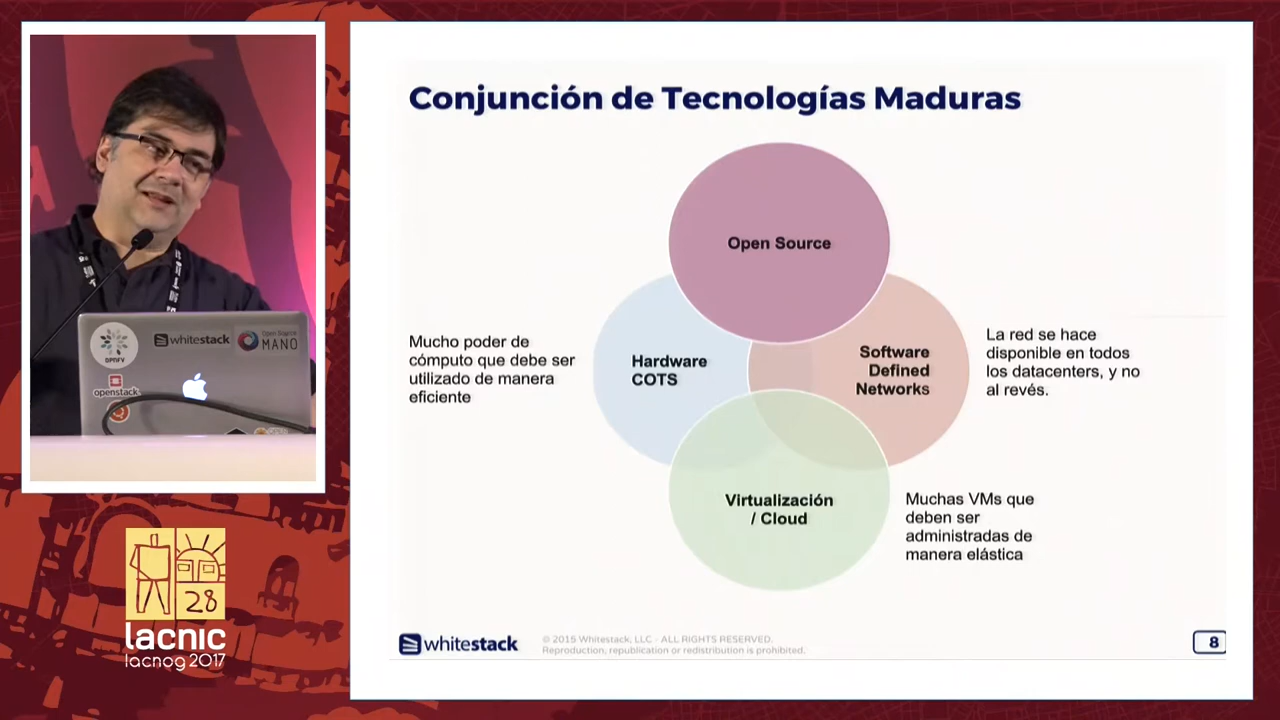 Conjunción de Tecnologías Maduras
Open Source
Mucho poder de
cómputo que debe ser
utilizado de manera
eficiente
Hardware
COTS
Software
Defined
Networks
La red se hace
disponible en todos
los datacenters, y no
al revés.
Virtualización
/ Cloud
Muchas VMs que
deben ser
administradas de
manera elástica
whitestack
© 2015 Whitestack, LLC - ALL RIGHTS RESERVED.
Reproduction, republication or redistribution is prohibited.
8
OPNFV
whitestack
Open Source
MANO
openstack
28
lacnic
lacnog 2017